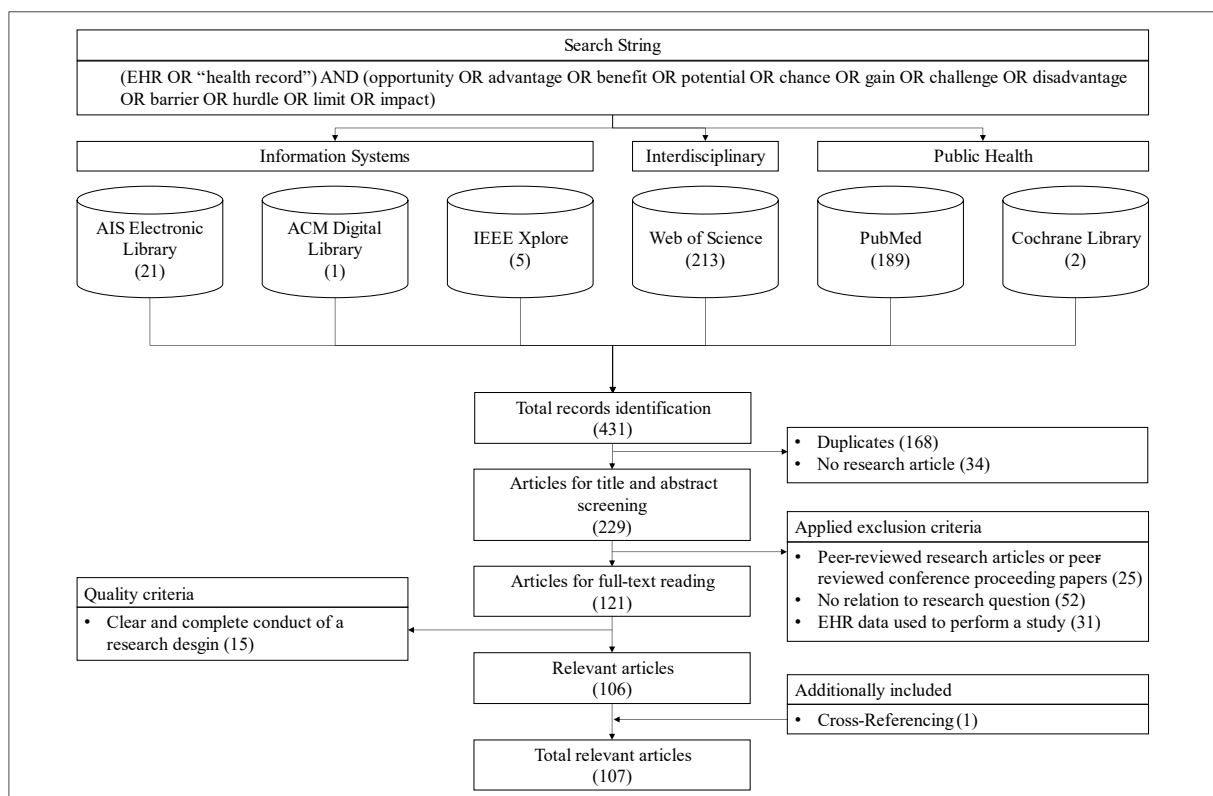 Search String
(EHR OR “health record”) AND (opportunity OR advantage OR benefit OR potential OR chance OR gain OR challenge OR disadvantage
OR barrier OR hurdle OR limit OR impact)
Information Systems
Interdisciplinary
Public Health
AIS Electronic
Library
(21)
ACM Digital
Library
(1)
IEEE Xplore
(5)
Web of Science
(213)
PubMed
(189)
Cochrane Library
(2)
Total records identification
(431)
• Duplicates (168)
• No research article (34)
Articles for title and abstract
screening
(229)
Applied exclusion criteria
• Peer-reviewed research articles or peer-
reviewed conference proceeding papers (25)
• No relation to research question (52)
• EHR data used to perform a study (31)
Articles for full-text reading
(121)
Quality criteria
• Clear and complete conduct of a
research desgin (15)
Relevant articles
(106)
Additionally included
• Cross-Referencing (1)
Total relevant articles
(107)